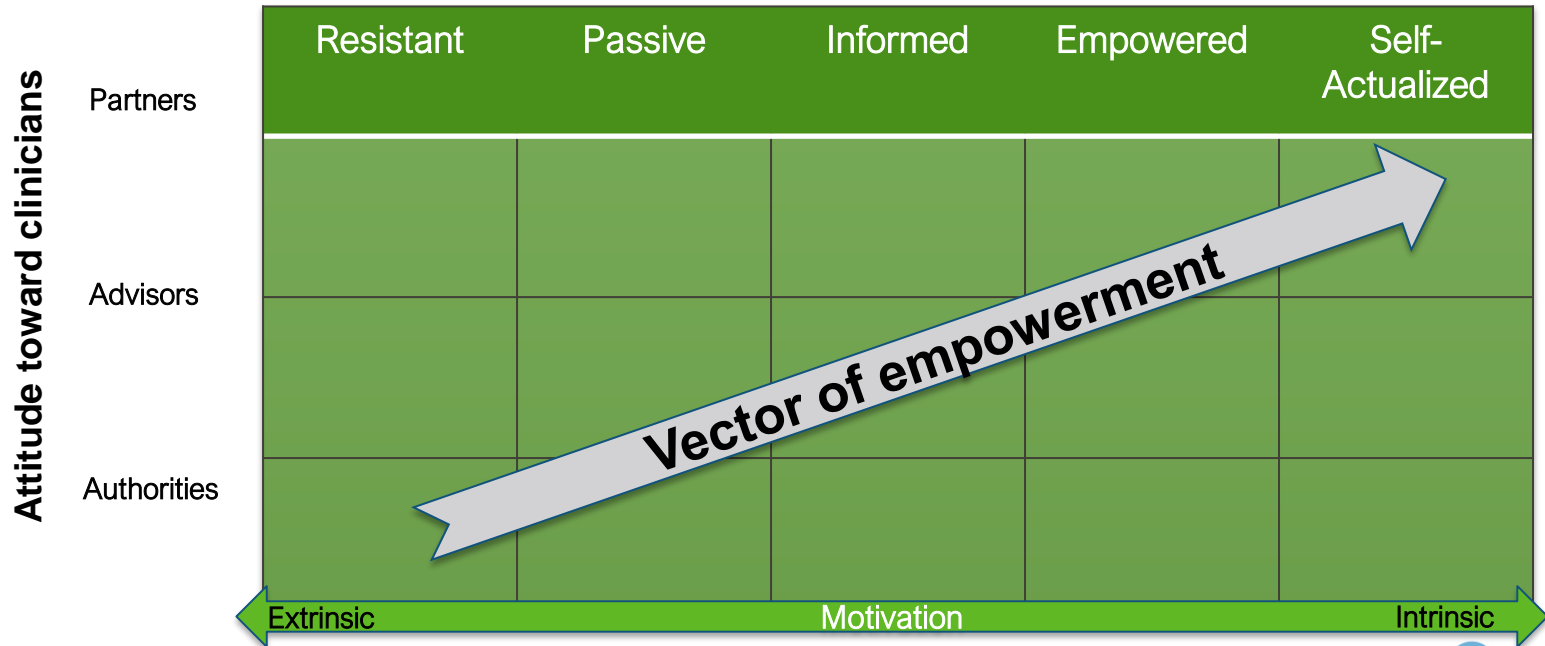 Resistant
Passive
Informed
Empowered
Self-
Actualized
Attitude toward clinicians
Partners
Advisors
Authorities
Vector of empowerment
Extrinsic
Motivation
Intrinsic